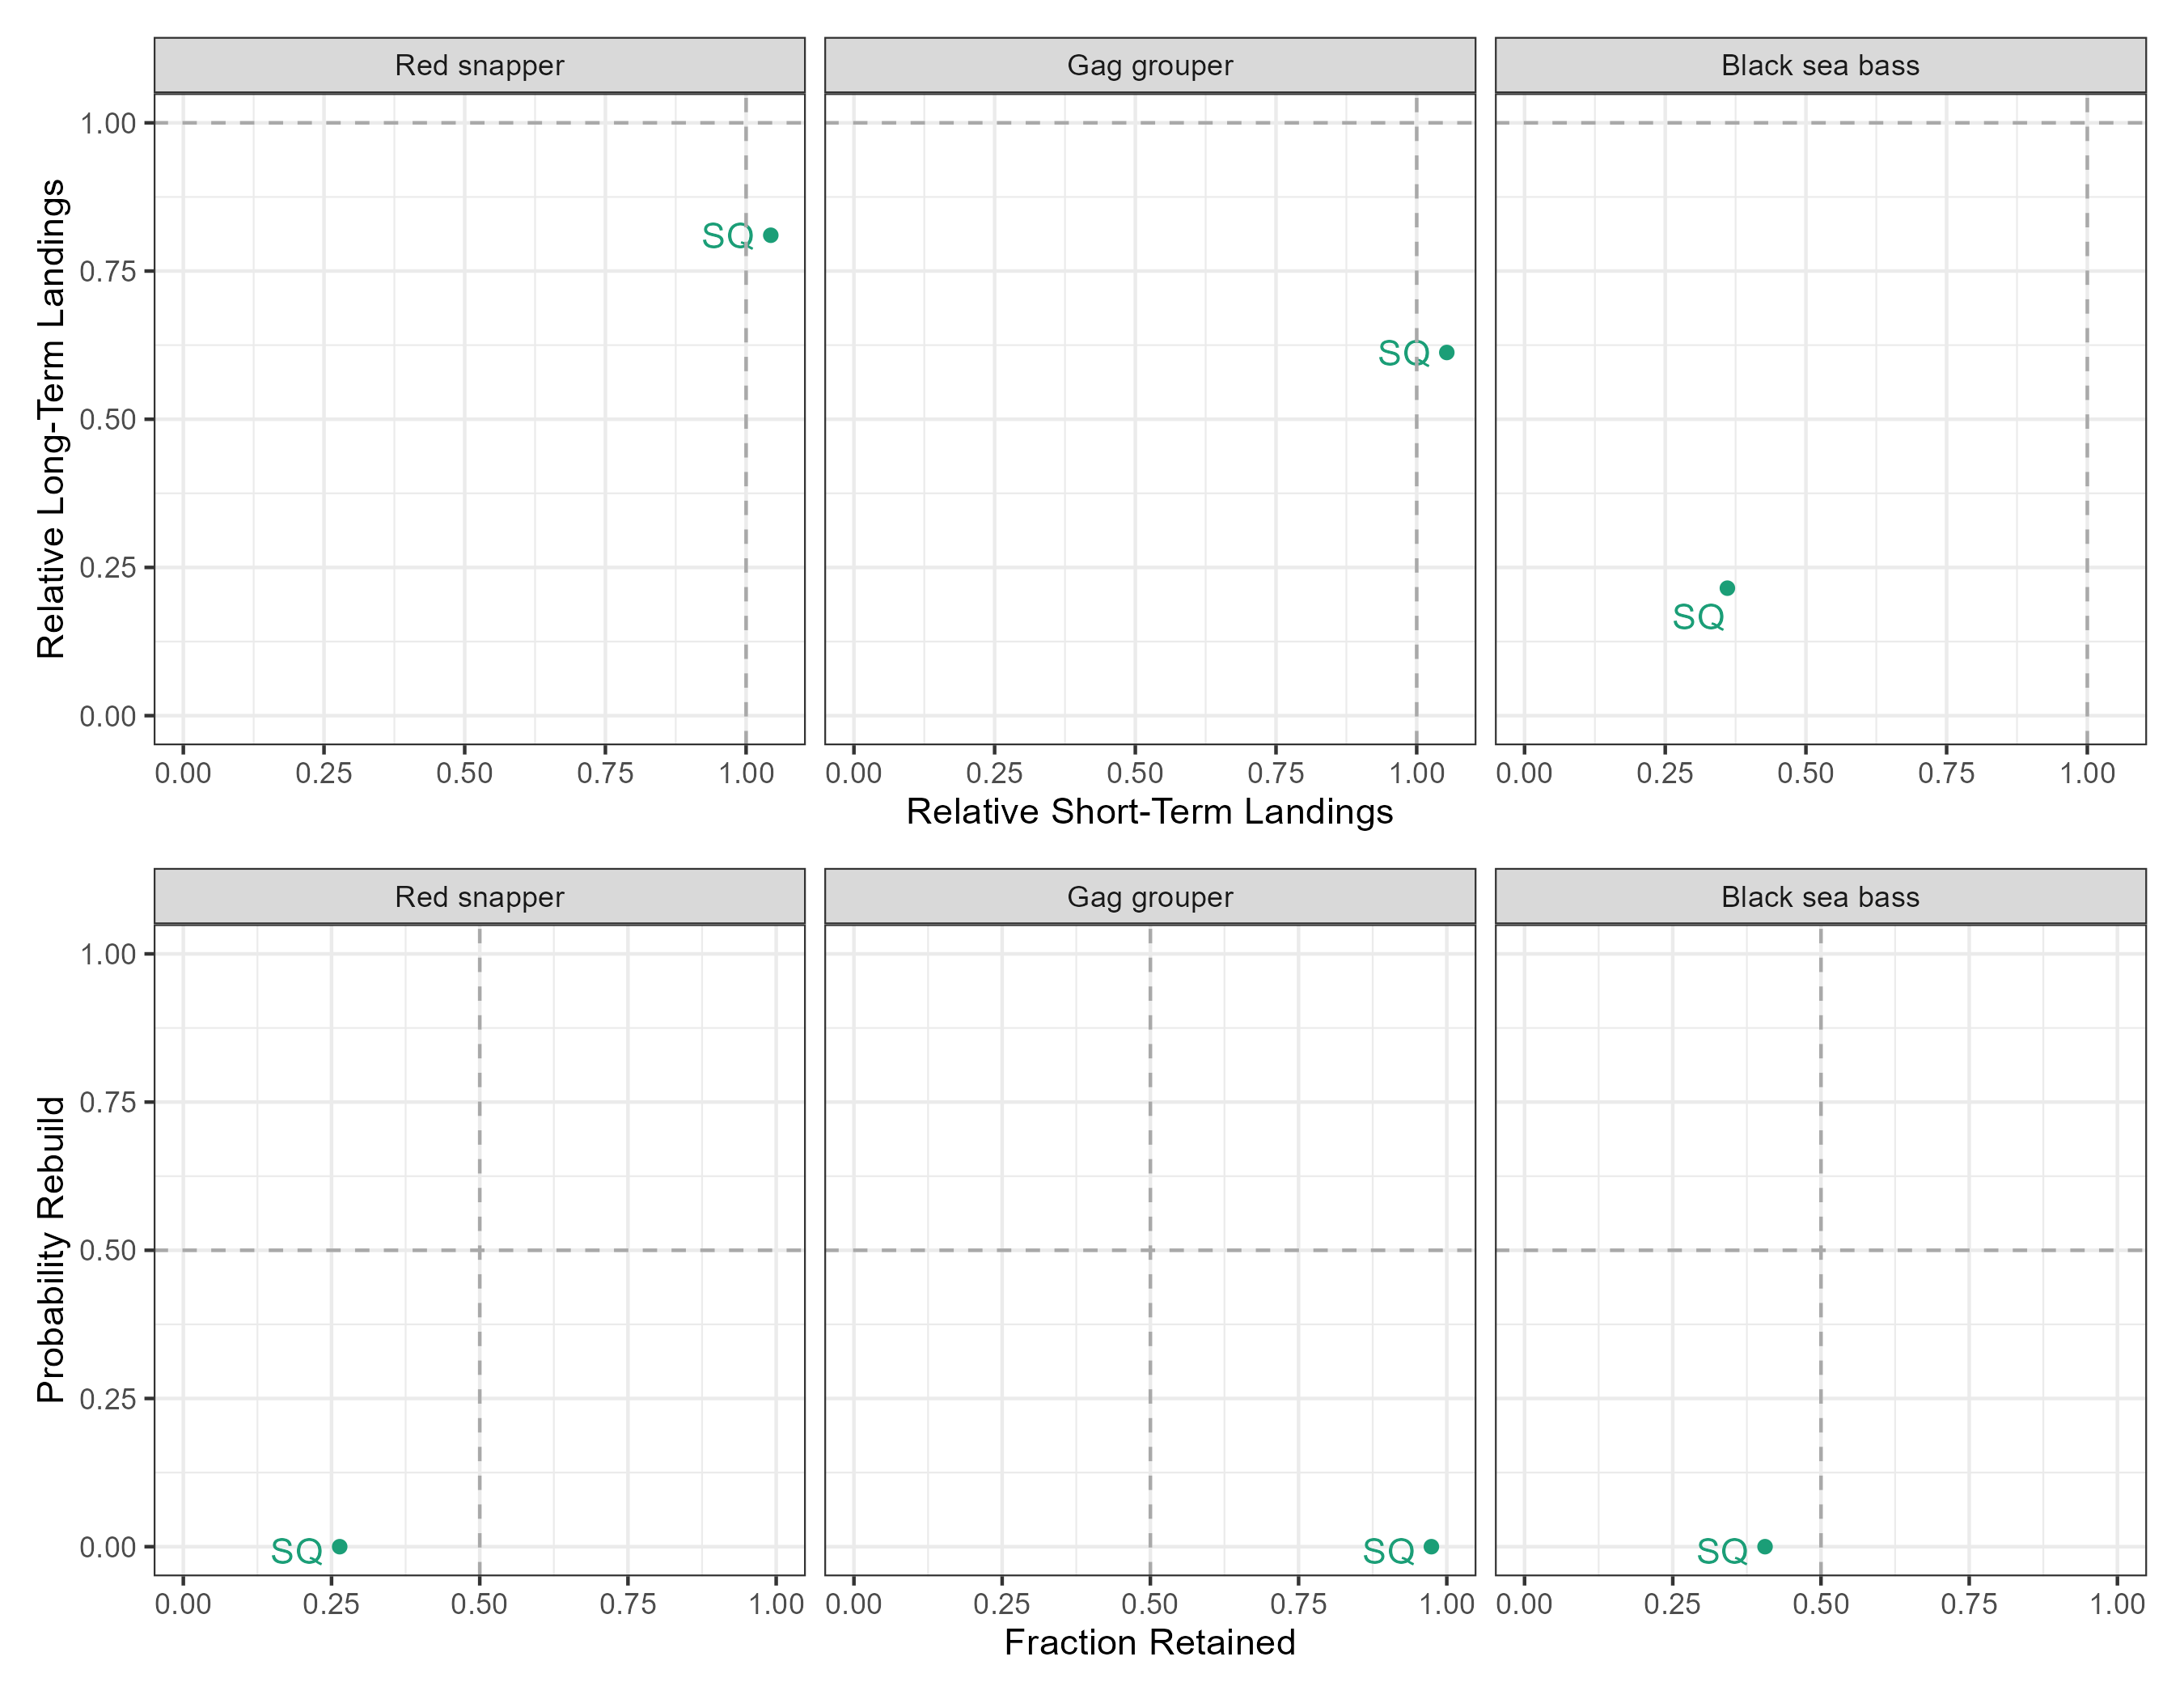 Red snapper
Gag grouper
Black sea bass
Relative Long-Term Landings
1.00
0.75
0.50
0.25
0.00
SQ
SQ
SQ
0.00 0.25 0.50 0.75 1.00
0.00 0.25 0.50 0.75 1.00
0.00 0.25 0.50 0.75 1.00
Relative Short-Term Landings
Red snapper
Gag grouper
Black sea bass
Probability Rebuild
1.00
0.75
0.50
0.25
0.00
SQ
SQ
SQ
0.00 0.25 0.50 0.75 1.00
0.00 0.25 0.50 0.75 1.00
0.00 0.25 0.50 0.75 1.00
Fraction Retained